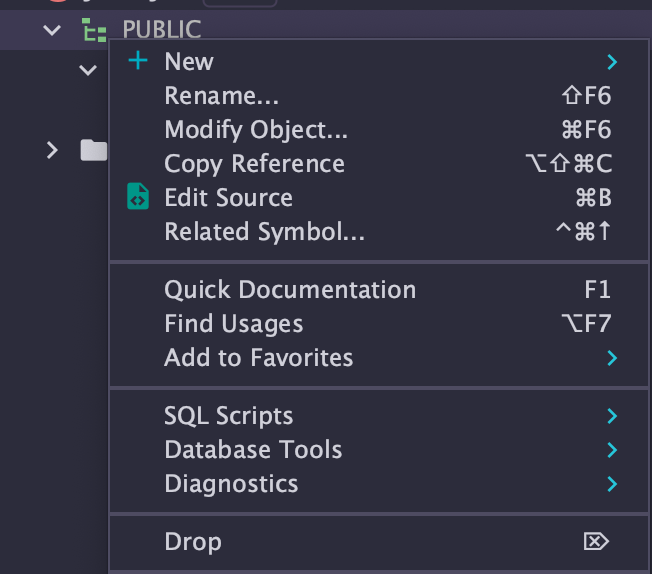 PUBLIC
New
Rename... ⇧F6
Modify Object... ⌘F6
Copy Reference ⌥⇧⌘C
Edit Source ⌘B
Related Symbol... ^⌘↑
Quick Documentation F1
Find Usages ⌥F7
Add to Favorites
SQL Scripts
Database Tools
Diagnostics
Drop ⌦